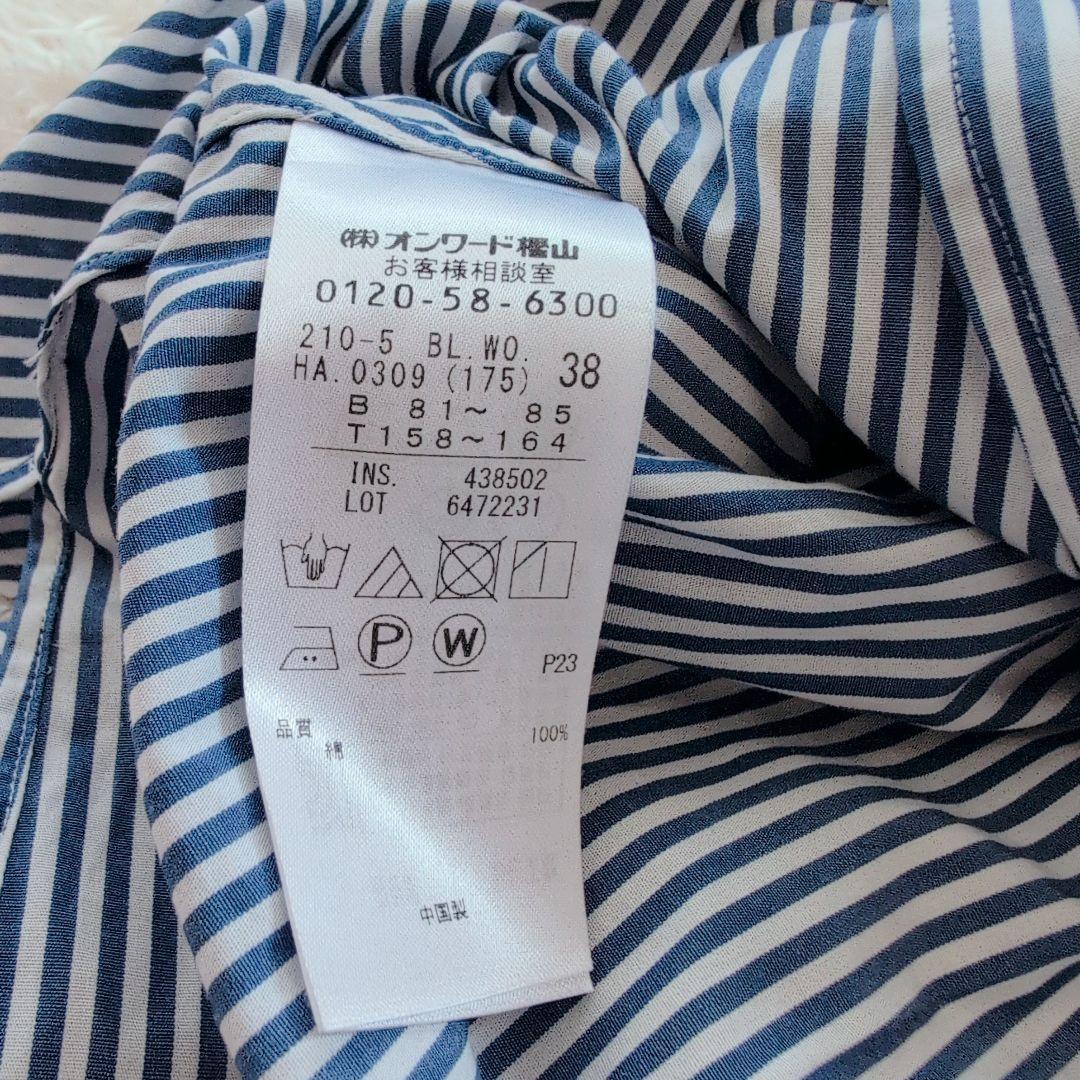 (株)オンワード樫山
お客様相談室
0120-58-6300
210-5 BL.WO. 38
HA.0309 (175)
B 81〜 85
T158〜164
INS. 438502
LOT 6472231
P W
P23
品質
綿 100%
中国製